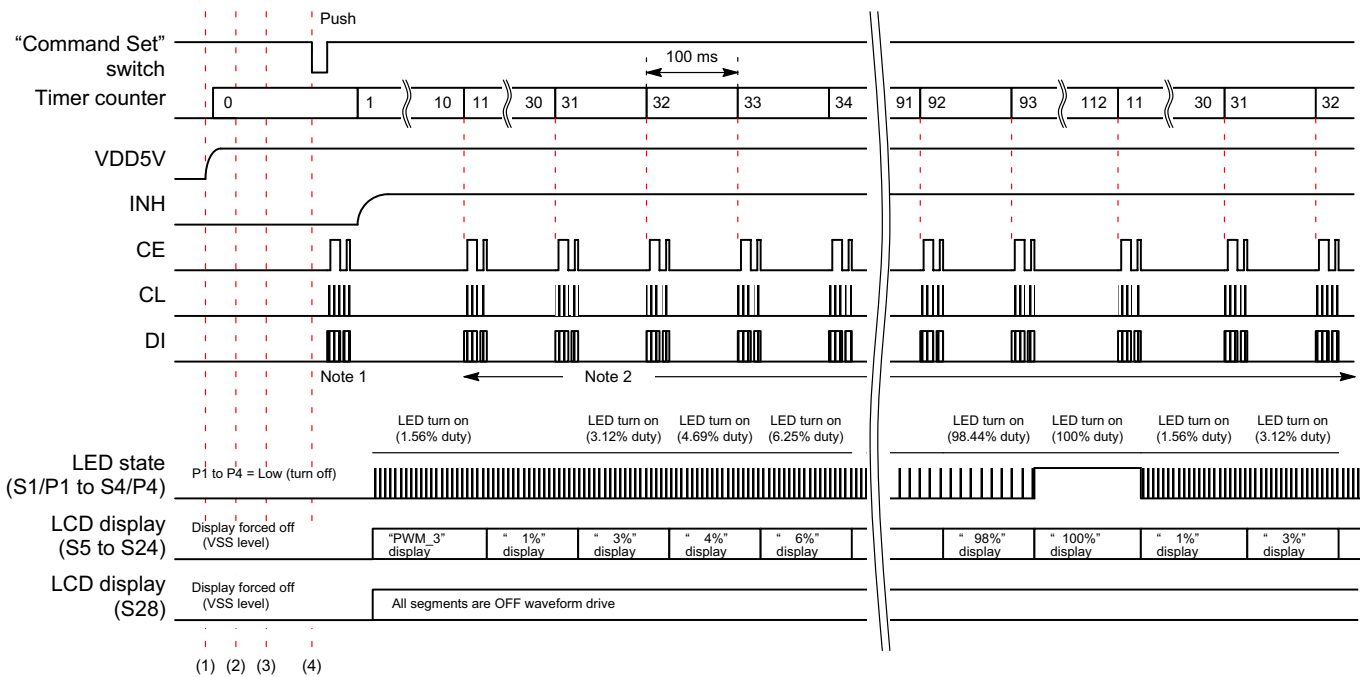 Push
“Command Set”
switch
100 ms
Timer counter
0 1 10 11 30 31 32 33 34 91 92 93 112 11 30 31 32
VDD5V
INH
CE
CL
DI
Note 1
Note 2
LED turn on
(1.56% duty)
LED turn on
(3.12% duty)
LED turn on
(4.69% duty)
LED turn on
(6.25% duty)
LED turn on
(98.44% duty)
LED turn on
(100% duty)
LED turn on
(1.56% duty)
LED turn on
(3.12% duty)
LED state
(S1/P1 to S4/P4)
P1 to P4 = Low (turn off)
LCD display
(S5 to S24)
Display forced off
(VSS level)
“PWM_3”
display
“ 1%”
display
“ 3%”
display
“ 4%”
display
“ 6%”
display
“ 98%”
display
“ 100%”
display
“ 1%”
display
“ 3%”
display
LCD display
(S28)
Display forced off
(VSS level)
All segments are OFF waveform drive
(1) (2) (3) (4)